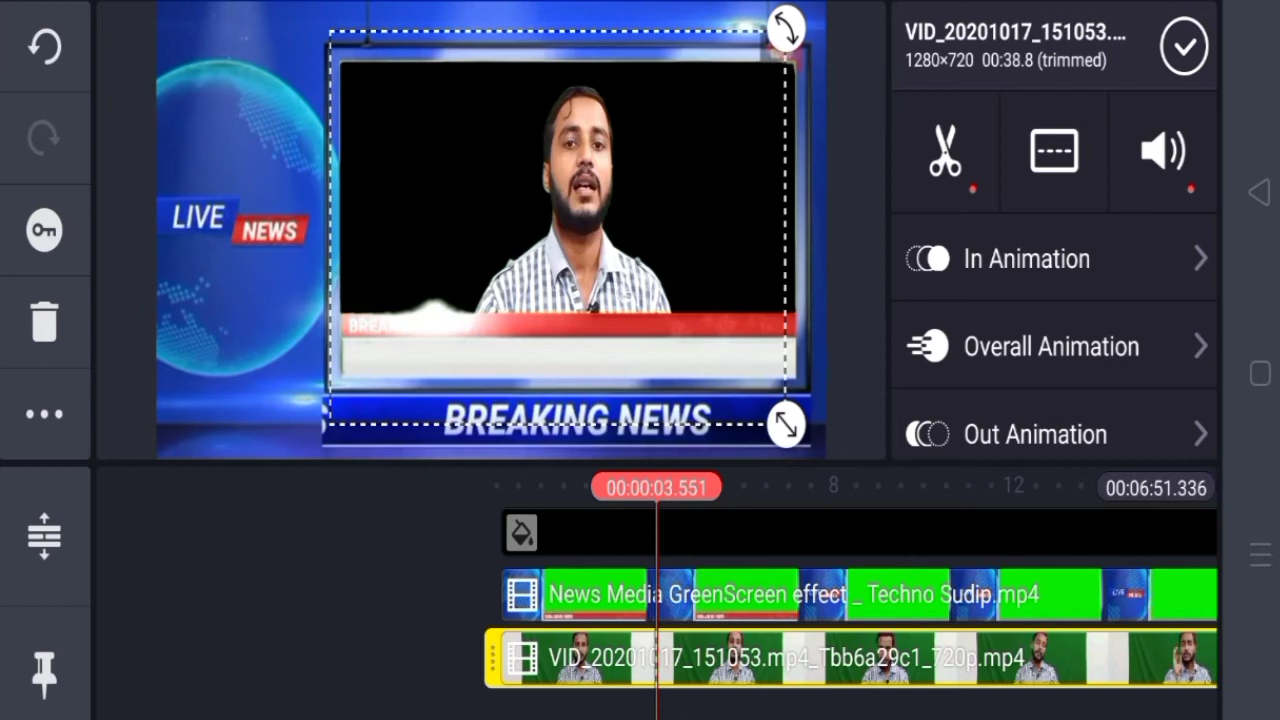 VID_20201017_151053....
1280×720 00:38.8 (trimmed)
LIVE
NEWS
In Animation
BREA
Overall Animation
BREAKING NEWS
Out Animation
00:00:03.551
8
12
00:06:51.336
News Media GreenScreen effect _ Techno Sudip.mp4
VID_20201017_151053.mp4_Tbb6a29c1_720p.mp4